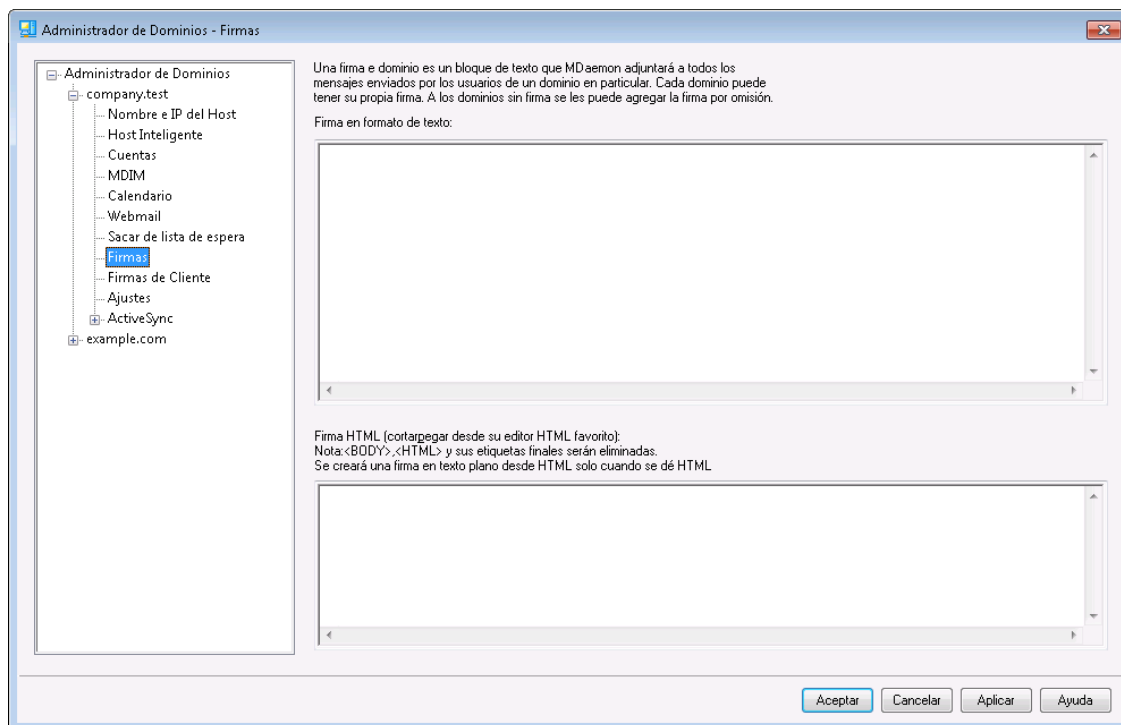 Administrador de Dominios - Firmas
Administrador de Dominios
company.test
Nombre e IP del Host
Host Inteligente
Cuentas
MDIM
Calendario
Webmail
Sacar de lista de espera
Firmas
Firmas de Cliente
Ajustes
ActiveSync
example.com
Una firma e dominio es un bloque de texto que MDaemon adjuntará a todos los
mensajes enviados por los usuarios de un dominio en particular. Cada dominio puede
tener su propia firma. A los dominios sin firma se les puede agregar la firma por omisión.
Firma en formato de texto:
Firma HTML (cortarpegar desde su editor HTML favorito):
Nota:<BODY>,<HTML> y sus etiquetas finales serán eliminadas.
Se creará una firma en texto plano desde HTML solo cuando se dé HTML
Aceptar
Cancelar
Aplicar
Ayuda